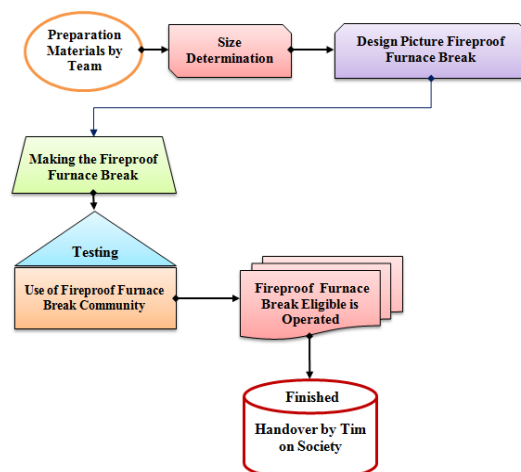 Preparation
Materials by
Team
Size
Determination
Design Picture Fireproof
Furnace Break
Making the Fireproof
Furnace Break
Testing
Use of Fireproof Furnace
Break Community
Fireproof Furnace
Break Eligible is
Operated
Finished
Handover by Tim
on Society